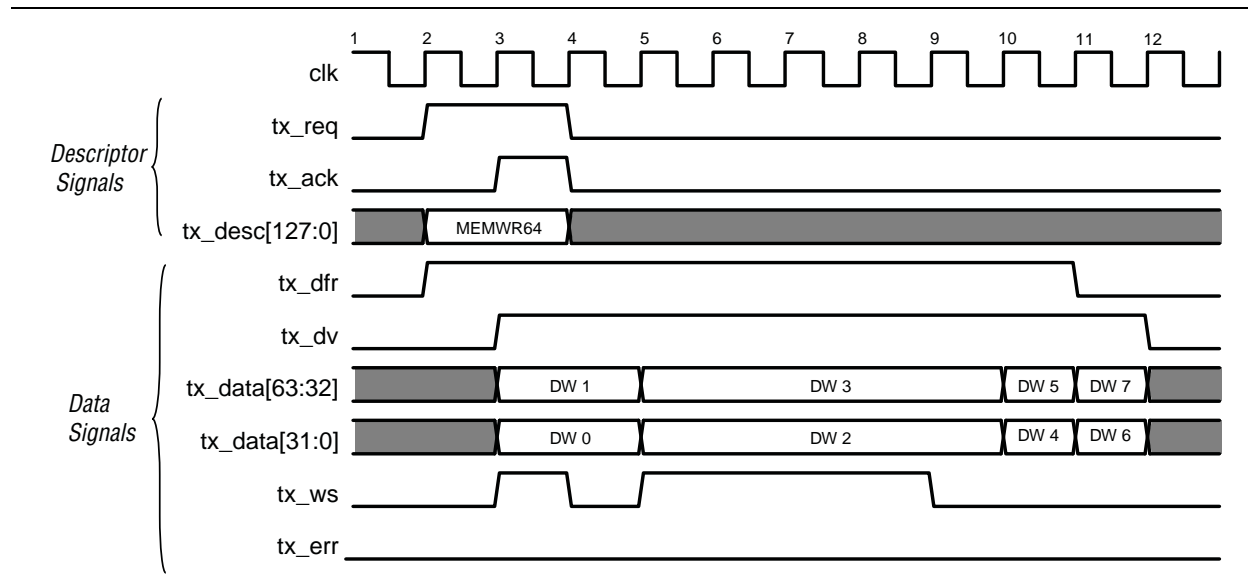 1 2 3 4 5 6 7 8 9 10 11 12
clk
Descriptor
Signals
tx_req
tx_ack
tx_desc[127:0] MEMWR64
Data
Signals
tx_dfr
tx_dv
tx_data[63:32] DW 1 DW 3 DW 5 DW 7
tx_data[31:0] DW 0 DW 2 DW 4 DW 6
tx_ws
tx_err